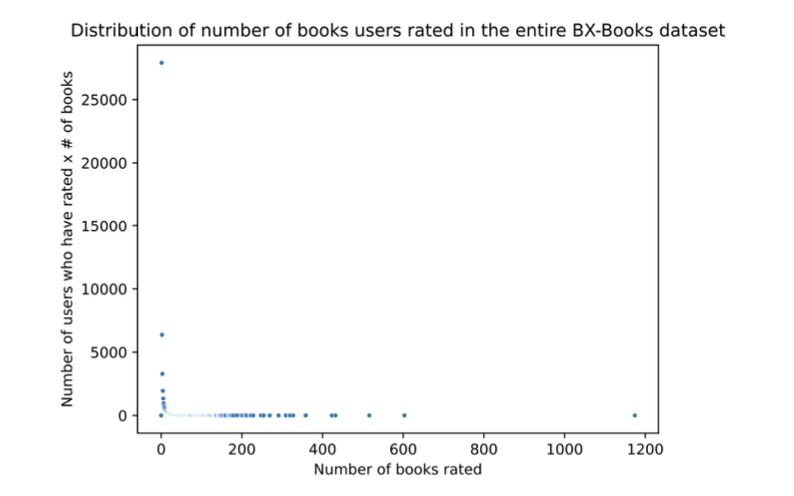 Distribution of number of books users rated in the entire BX-Books dataset
Number of users who have rated x # of books
25000
20000
15000
10000
5000
0
0 200 400 600 800 1000 1200
Number of books rated